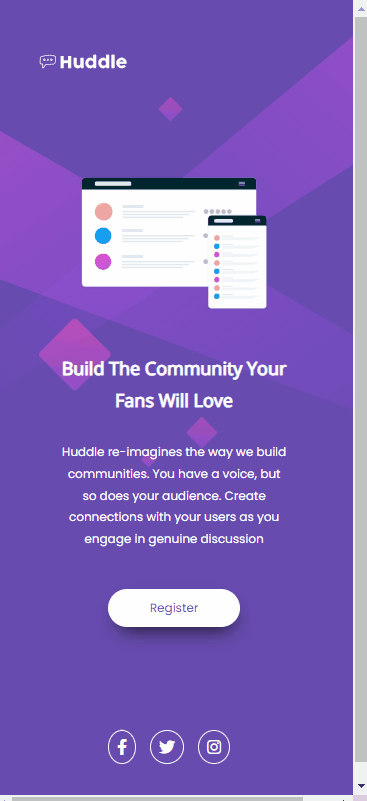 Huddle
Build The Community Your
Fans Will Love
Huddle re-imagines the way we build
communities. You have a voice, but
so does your audience. Create
connections with your users as you
engage in genuine discussion
Register